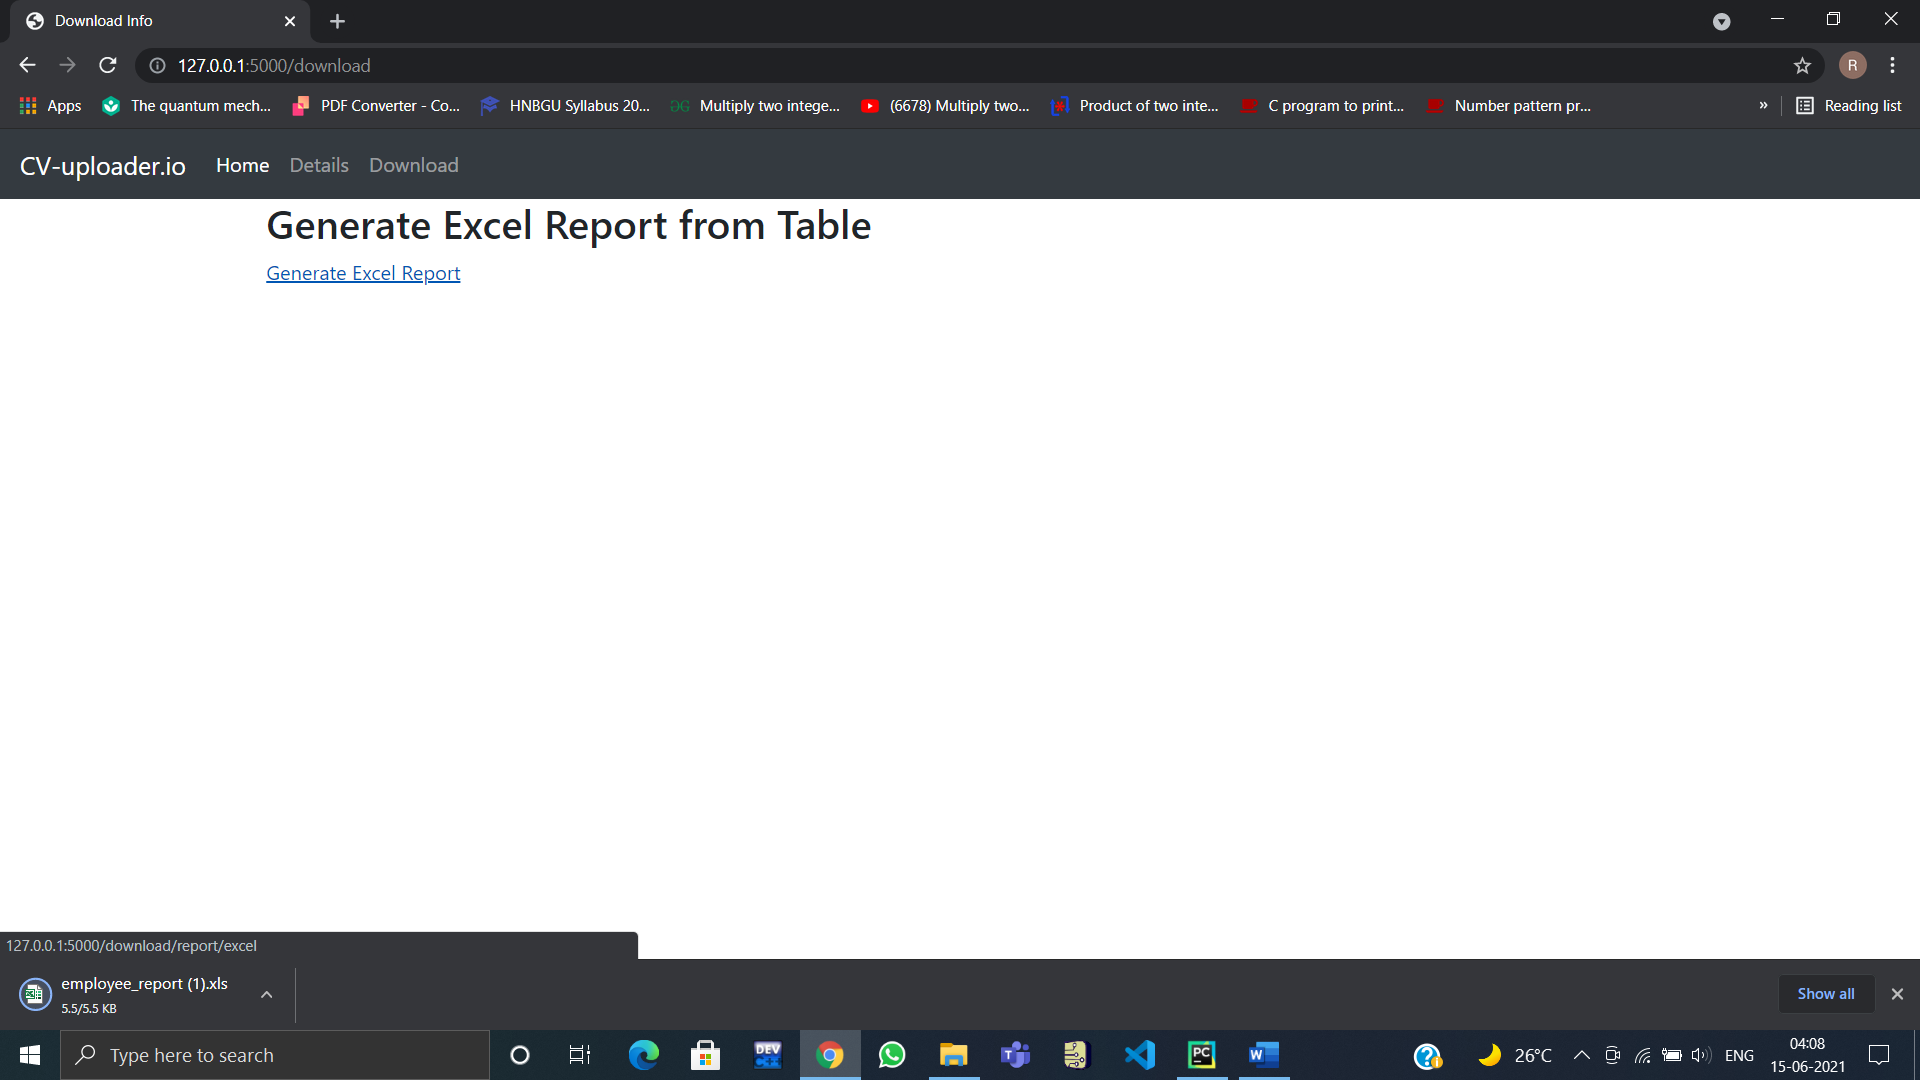 Download Info
127.0.0.1:5000/download
Apps The quantum mech... PDF Converter - Co... HNBGU Syllabus 20... GG Multiply two intege... (6678) Multiply two... Product of two inte... C program to print... Number pattern pr... » Reading list
CV-uploader.io Home Details Download
Generate Excel Report from Table
Generate Excel Report
127.0.0.1:5000/download/report/excel
employee_report (1).xls
5.5/5.5 KB
Show all
Type here to search
DEV C++
PC
W
26°C
ENG
04:08
15-06-2021
R